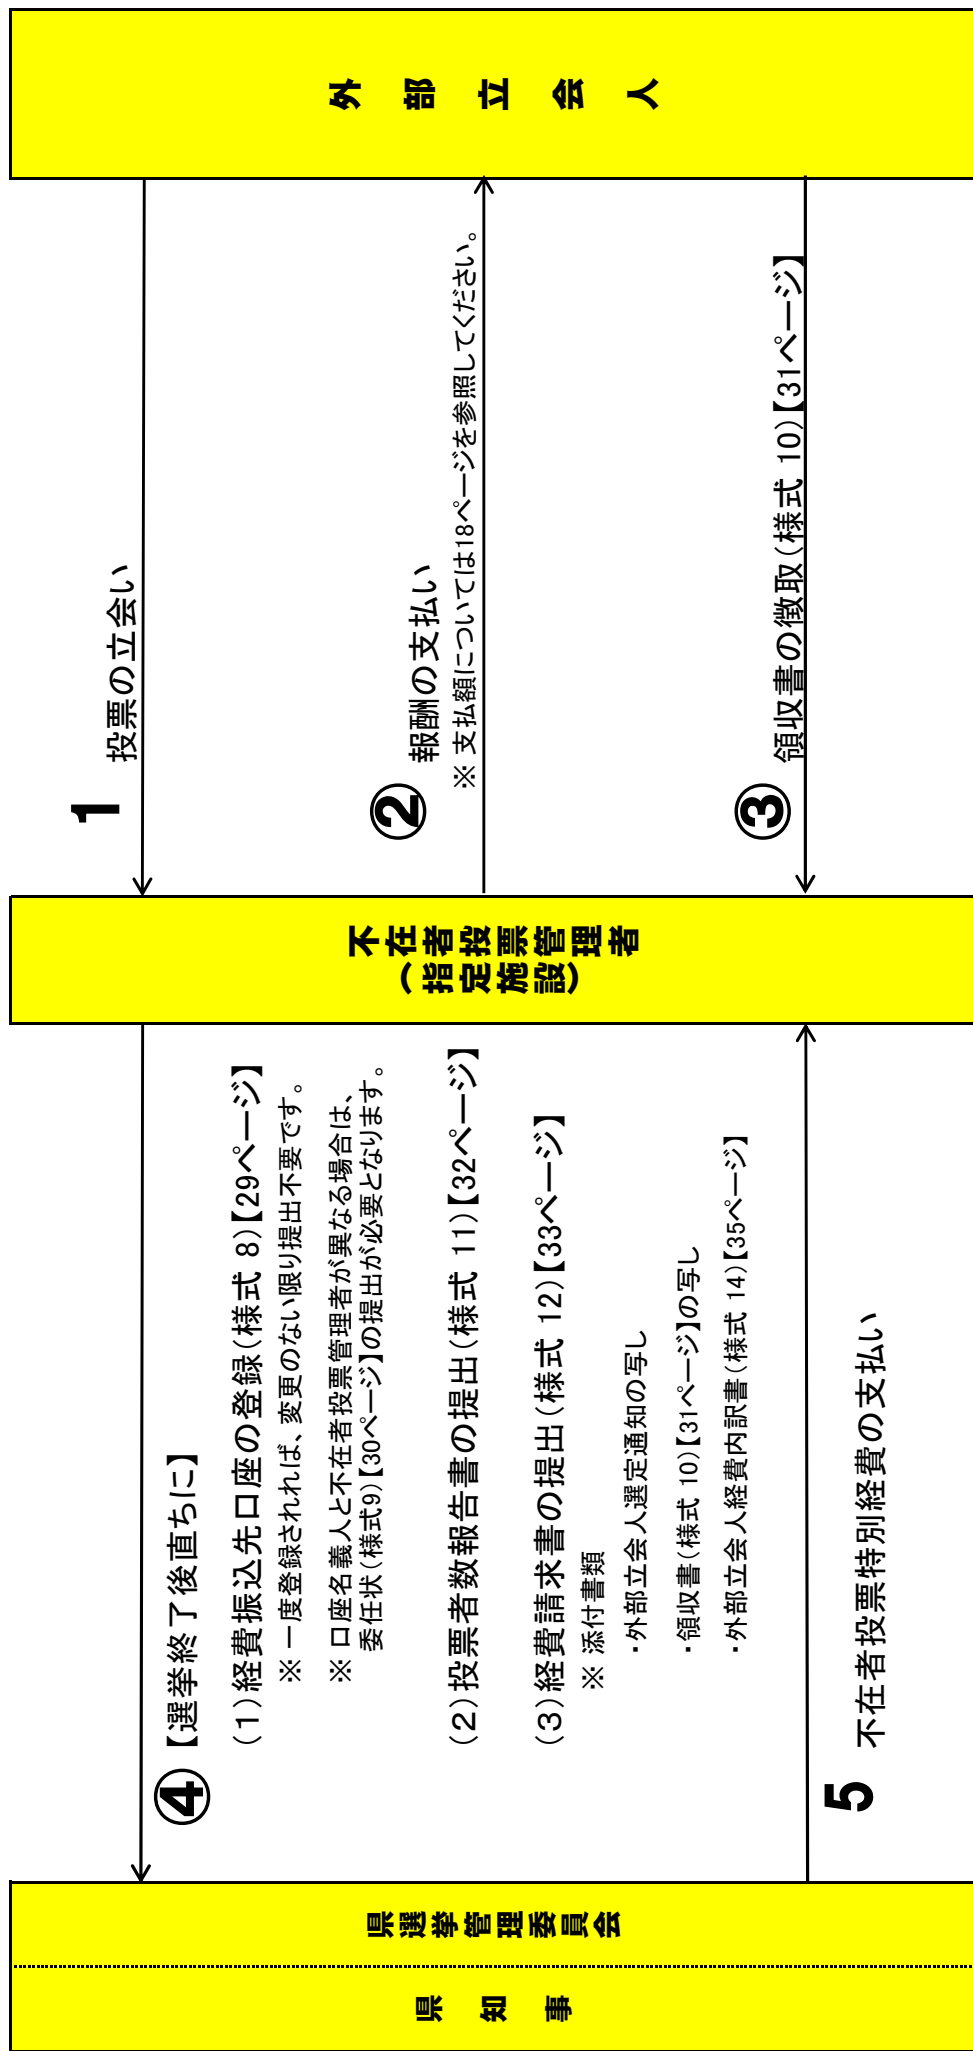 県知事
県選挙管理委員会
不在者投票管理者
(指定施設)
外部立会人
1
投票の立会い
②
報酬の支払い
※ 支払額については18ページを参照してください。
③
領収書の徴取(様式 10)【31ページ】
④
【選挙終了後直ちに】
(1)経費振込先口座の登録(様式 8)【29ページ】
※ 一度登録されれば、変更のない限り提出不要です。
※ 口座名義人と不在者投票管理者が異なる場合は、
委任状(様式9)【30ページ】の提出が必要となります。
(2)投票者数報告書の提出(様式 11)【32ページ】
(3)経費請求書の提出(様式 12)【33ページ】
※ 添付書類
・外部立会人選定通知の写し
・領収書(様式 10)【31ページ】の写し
・外部立会人経費内訳書(様式 14)【35ページ】
5
不在者投票特別経費の支払い